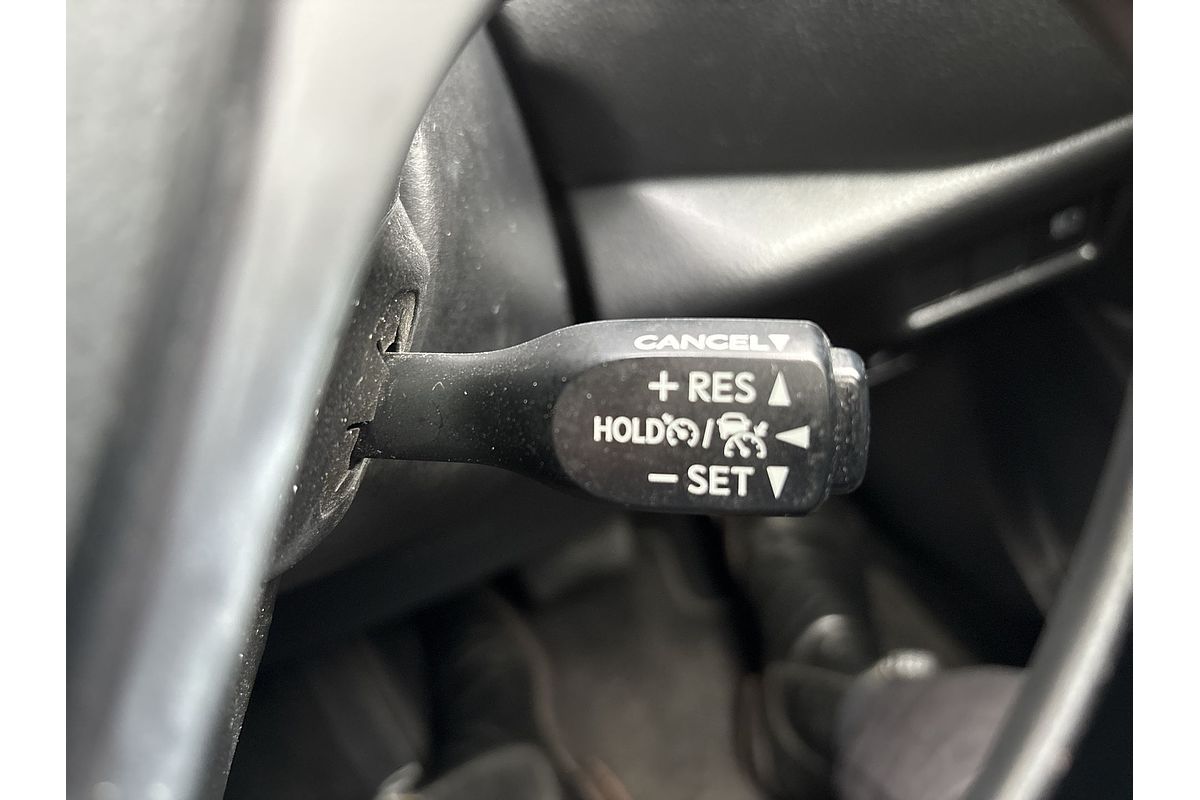 CANCEL▼
+ RES ▲
HOLD / ◀
− SET ▼